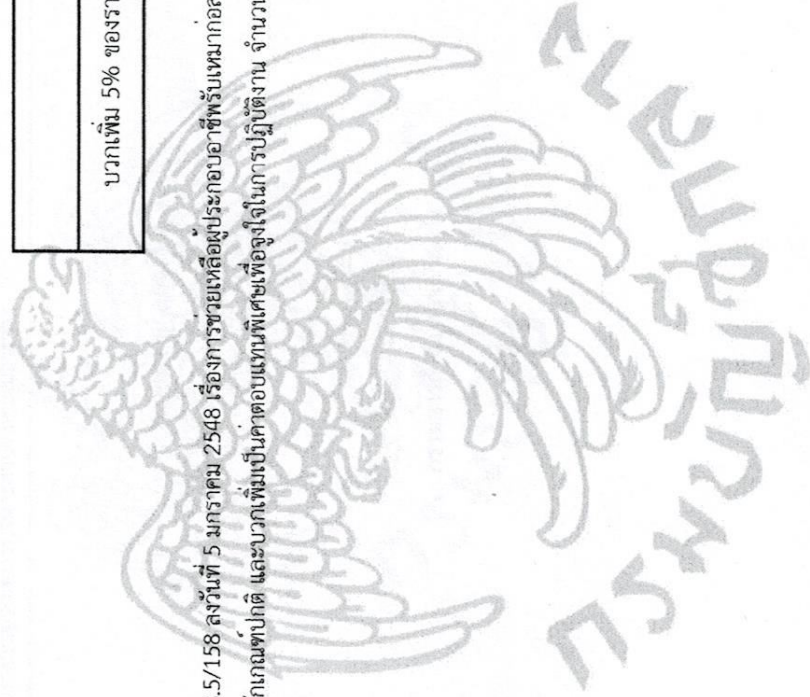 บวกเพิ่ม 5% ของรา
.5/158 ลงวันที่ 5 มกราคม 2548 เรื่องการช่วยเหลือผู้ประกอบอาชีพรับเหมาก่อส
กเกณฑ์ปกติ และบวกเพิ่มเป็นค่าตอบแทนพิเศษเพื่อจูงใจในการปฏิบัติงาน จำนวน
กรมบัญชีกลาง